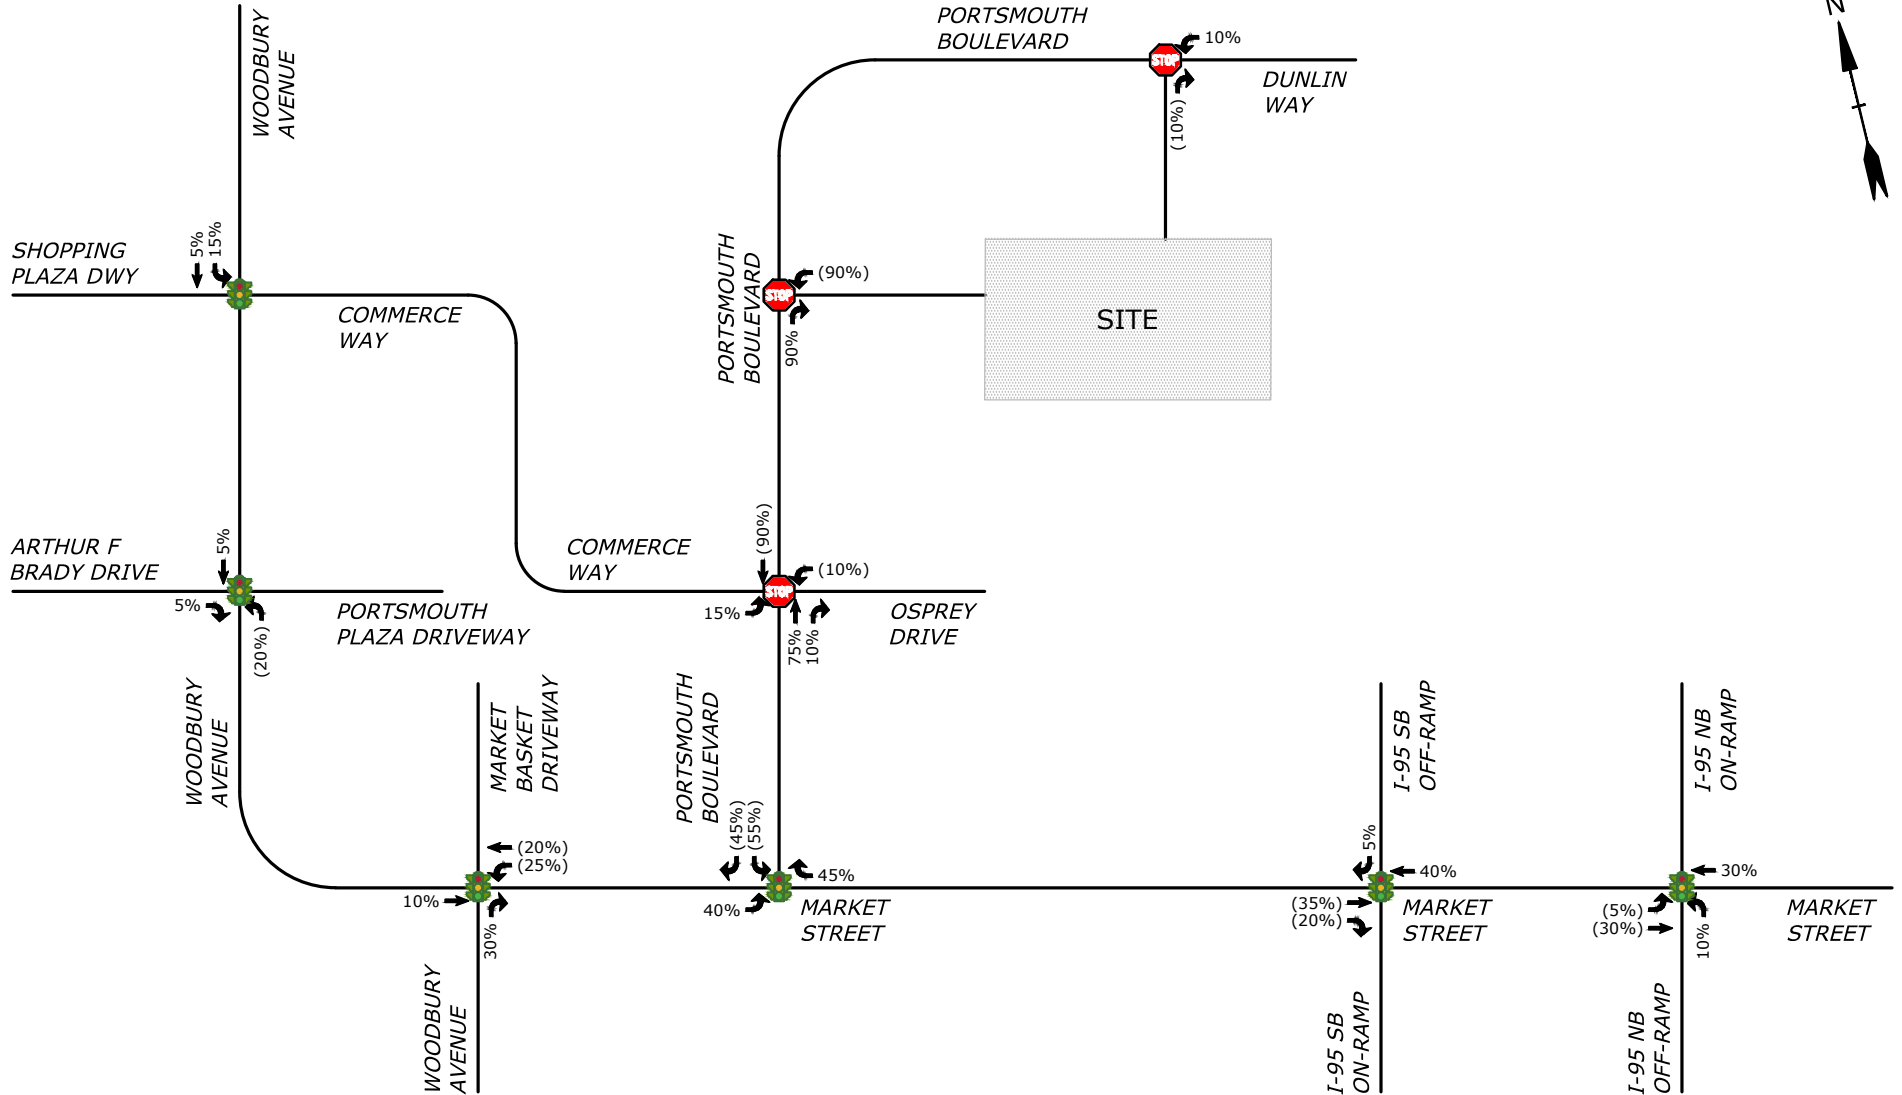 N
PORTSMOUTH
BOULEVARD
10%
DUNLIN
WAY
(10%)
WOODBURY
AVENUE
STOP
5%
15%
SHOPPING
PLAZA DWY
COMMERCE
WAY
PORTSMOUTH
BOULEVARD
(90%)
STOP
90%
SITE
ARTHUR F
BRADY DRIVE
5%
5%
(20%)
PORTSMOUTH
PLAZA DRIVEWAY
COMMERCE
WAY
(90%)
(10%)
STOP
15%
75%
10%
OSPREY
DRIVE
WOODBURY
AVENUE
MARKET
BASKET
DRIVEWAY
PORTSMOUTH
BOULEVARD
I-95 SB
OFF-RAMP
I-95 NB
ON-RAMP
(20%)
(25%)
10%
30%
(45%)
(55%)
45%
40%
MARKET
STREET
5%
40%
(35%)
(20%)
MARKET
STREET
30%
(5%)
(30%)
10%
MARKET
STREET
WOODBURY
AVENUE
I-95 SB
ON-RAMP
I-95 NB
OFF-RAMP